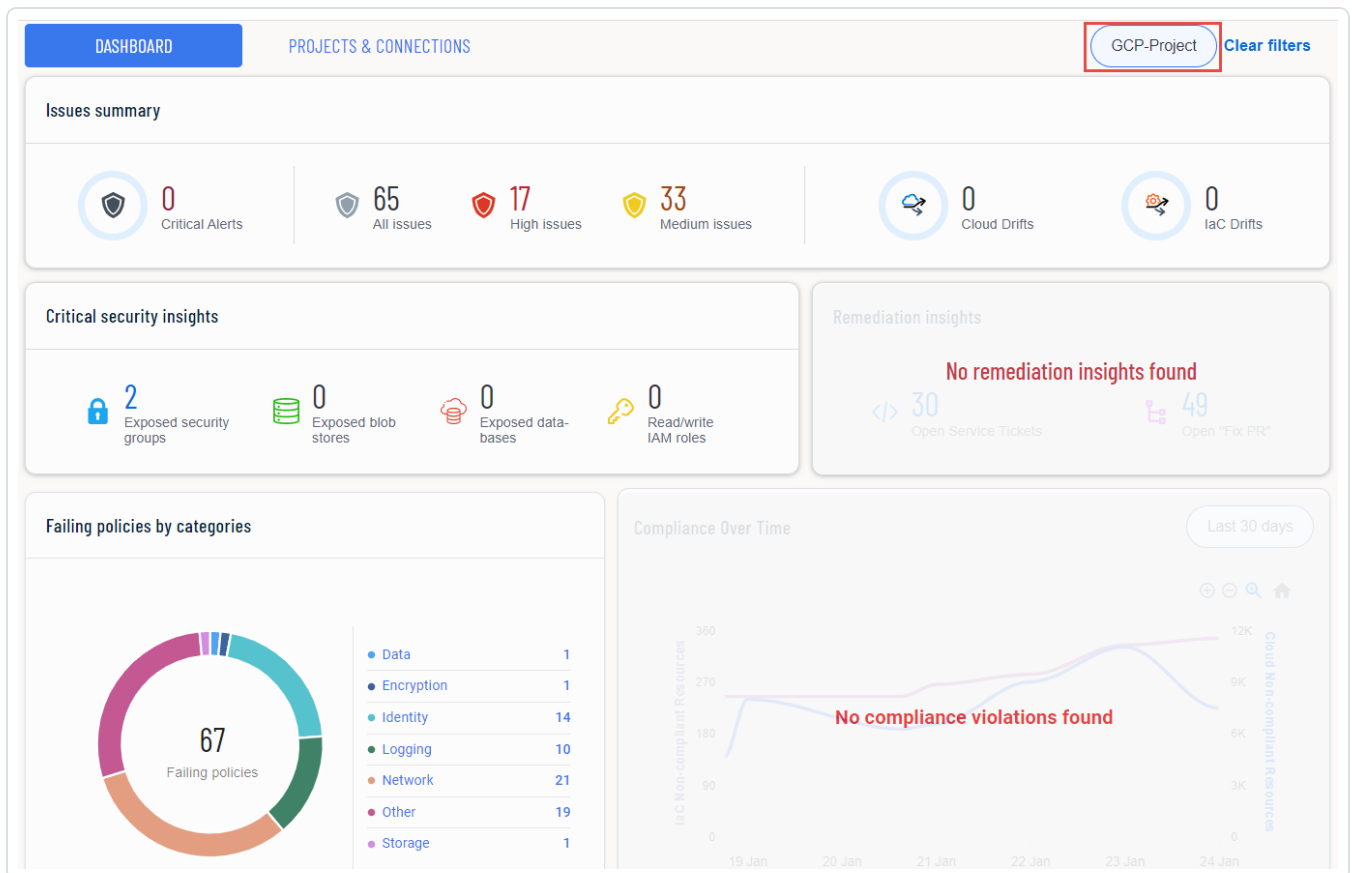 DASHBOARD
PROJECTS & CONNECTIONS
GCP-Project
Clear filters
Issues summary
0
Critical Alerts
65
All issues
17
High issues
33
Medium issues
0
Cloud Drifts
0
IaC Drifts
Critical security insights
2
Exposed security
groups
0
Exposed blob
stores
0
Exposed data-
bases
0
Read/write
IAM roles
Remediation insights
No remediation insights found
30
Open Service Tickets
49
Open "Fix PR"
Failing policies by categories
67
Failing policies
Data 1
Encryption 1
Identity 14
Logging 10
Network 21
Other 19
Storage 1
Compliance Over Time
Last 30 days
No compliance violations found
IaC Non-compliant Resources
360
270
180
90
0
12K
9K
6K
3K
0
Cloud Non-compliant Resources
19 Jan 20 Jan 21 Jan 22 Jan 23 Jan 24 Jan